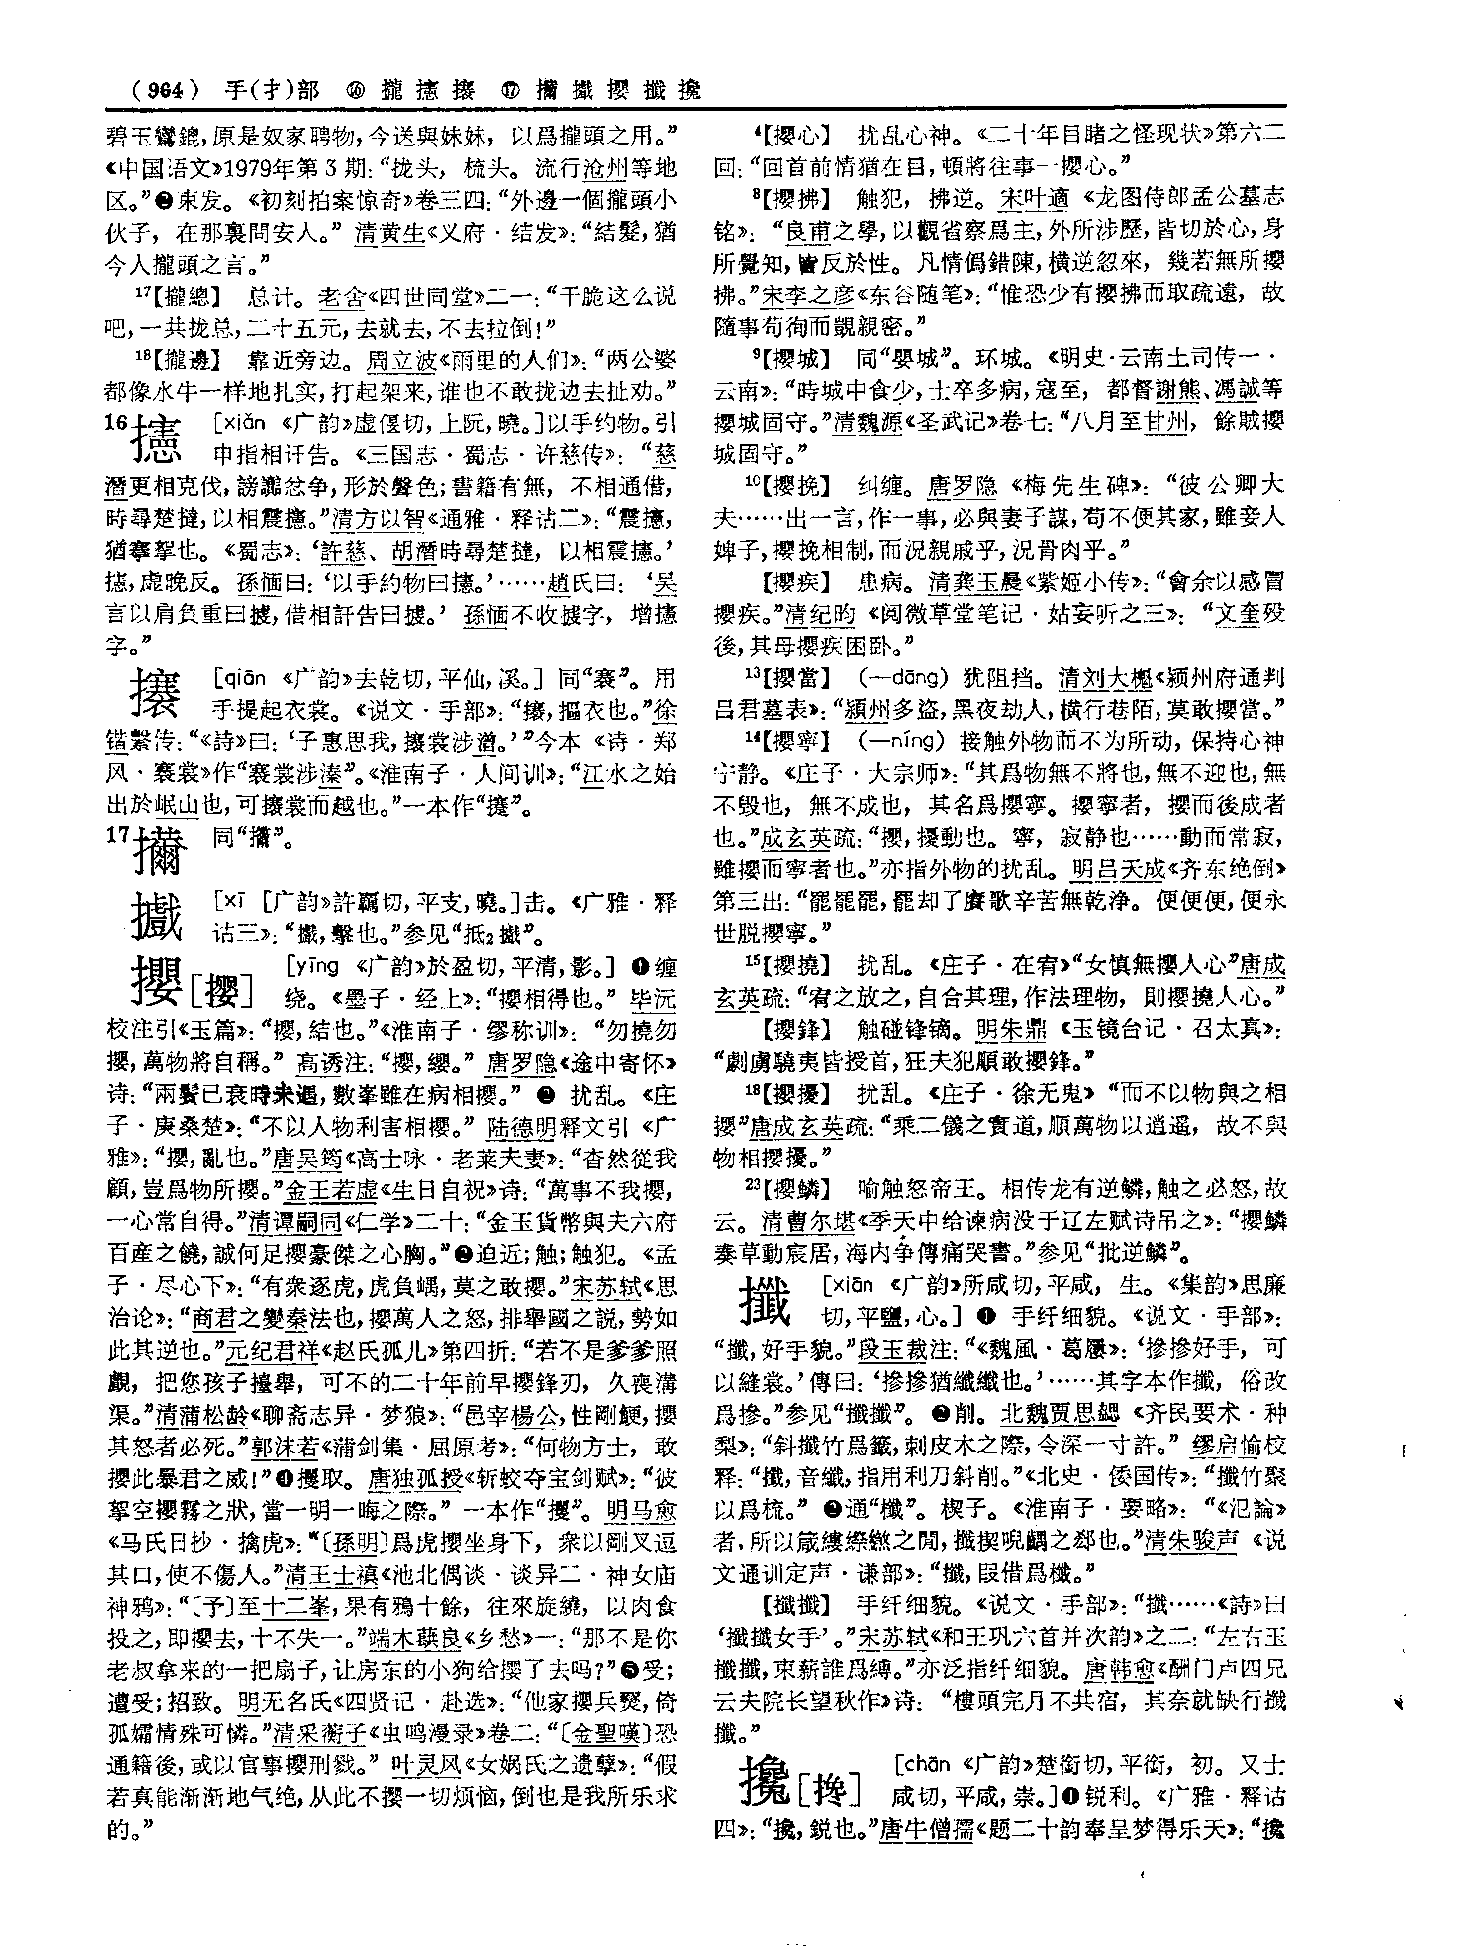 (964) 手(扌)部 ⑯ 攏攇攐 ⑰ 㩶㩽攖攕攙
碧玉鸞鎞,原是奴家聘物,今送與妹妹,以爲攏頭之用。”
《中国语文》1979年第3期:“拢头,梳头。流行沧州等地
区。”❷束发。《初刻拍案惊奇》卷三四:“外邊一個攏頭小
伙子,在那裏問安人。”清黄生《义府·结发》:“結髮,猶
今人攏頭之言。”
17【攏總】 总计。老舍《四世同堂》二一:“干脆这么说
吧,一共拢总,二十五元,去就去,不去拉倒!”
18【攏邊】 靠近旁边。周立波《雨里的人们》:“两公婆
都像水牛一样地扎实,打起架来,谁也不敢拢边去扯劝。”
16攇 [xiǎn 《广韵》虚偃切,上阮,曉。]以手约物。引
申指相讦告。《三国志·蜀志·许慈传》:“慈
潛更相克伐,謗讟忿争,形於聲色;書籍有無,不相通借,
時尋楚撻,以相震攇。”清方以智《通雅·释诂二》:“震攇,
猶搴挐也。《蜀志》:‘許慈、胡潛時尋楚撻,以相震攇。’
攇,虚晚反。孫愐曰:‘以手約物曰攇。’……趙氏曰:‘吴
言以肩负重曰㨿,借相訐告曰㨿。’孫愐不收㨿字,增攇
字。”
攐 [qiān 《广韵》去乾切,平仙,溪。]同“褰”。用
手提起衣裳。《说文·手部》:“攐,摳衣也。”徐
锴繫传:“《詩》曰:‘子惠思我,攐裳涉溱。’”今本《诗·郑
风·褰裳》作“褰裳涉溱”。《淮南子·人间训》:“江水之始
出於岷山也,可攐裳而越也。”一本作“攓”。
17 同“”。
㩽 [xī [广韵》許羈切,平支,曉。]击。《广雅·释
诂三》:“㩽,擊也。”参见“抵2㩽”。
攖[撄] [yīng 《广韵》於盈切,平清,影。] ❶缠
绕。《墨子·经上》:“攖相得也。”毕沅
校注引《玉篇》:“攖,結也。”《淮南子·缪称训》:“勿撓勿
攖,萬物將自稱。”高诱注:“攖,纓。”唐罗隐《途中寄怀》
诗:“兩鬢已衰時未遇,數峯雖在病相攖。”❷ 扰乱。《庄
子·庚桑楚》:“不以人物利害相攖。”陆德明释文引《广
雅》:“攖,亂也。”唐吴筠《高士咏·老莱夫妻》:“杳然從我
顧,豈爲物所攖。”金王若虚《生日自祝》诗:“萬事不我攖,
一心常自得。”清谭嗣同《仁学》二十:“金玉貨幣與夫六府
百産之饒,誠何足攖豪傑之心胸。”❸迫近;触;触犯。《孟
子·尽心下》:“有衆逐虎,虎負嵎,莫之敢攖。”宋苏轼《思
治论》:“商君之變秦法也,攖萬人之怒,排舉國之説,勢如
此其逆也。”元纪君祥《赵氏孤儿》第四折:“若不是爹爹照
覷,把您孩子擡舉,可不的二十年前早攖鋒刃,久喪溝
渠。”清蒲松龄《聊斋志异·梦狼》:“邑宰楊公,性剛鯁,攖
其怒者必死。”郭沫若《蒲剑集·屈原考》:“何物方士,敢
攖此暴君之威!”❹攫取。唐独孤授《斩蛟夺宝剑赋》:“彼
挐空攖霧之狀,當一明一晦之際。”一本作“攫”。明马愈
《马氏日抄·擒虎》:“〔孫明〕爲虎攖坐身下,衆以剛叉逗
其口,使不傷人。”清王士禛《池北偶谈·谈异二·神女庙
神鸦》:“〔予〕至十二峯,果有鴉十餘,往來旋繞,以肉食
投之,即攖去,十不失一。”端木蕻良《乡愁》一:“那不是你
老叔拿来的一把扇子,让房东的小狗给撄了去吗?”❺受;
遭受;招致。明无名氏《四贤记·赴选》:“他家攖兵燹,倚
孤孀情殊可憐。”清采蘅子《虫鸣漫录》卷二:“〔金聖嘆〕恐
通籍後,或以官事攖刑戮。”叶灵风《女娲氏之遗孽》:“假
若真能渐渐地气绝,从此不撄一切烦恼,倒也是我所乐求
的。”
4【攖心】 扰乱心神。《二十年目睹之怪现状》第六二
回:“回首前情猶在目,頓將往事一攖心。”
8【攖拂】 触犯,拂逆。宋叶適《龙图侍郎孟公墓志
铭》:“良甫之學,以觀省察爲主,外所涉歷,皆切於心,身
所覺知,皆反於性。凡情僞錯陳,横逆忽來,幾若無所攖
拂。”宋李之彦《东谷随笔》:“惟恐少有攖拂而取疏遠,故
隨事苟徇而覬親密。”
9【攖城】 同“嬰城”。环城。《明史·云南土司传一·
云南》:“時城中食少,士卒多病,寇至,都督謝熊、馮誠等
攖城固守。”清魏源《圣武记》卷七:“八月至甘州,餘賊攖
城固守。”
10【攖挽】 纠缠。唐罗隐《梅先生碑》:“彼公卿大
夫……出一言,作一事,必與妻子謀,苟不便其家,雖妾人
婢子,攖挽相制,而況親戚乎,況骨肉乎。”
【攖疾】 患病。清龚玉晨《紫姬小传》:“會余以感冒
攖疾。”清纪昀《阅微草堂笔记·姑妄听之三》:“文奎殁
後,其母攖疾困卧。”
13【攖當】 (—dāng) 犹阻挡。清刘大櫆《颍州府通判
吕君墓表》:“潁州多盗,黑夜劫人,横行巷陌,莫敢攖當。”
14【攖寧】 (—níng) 接触外物而不为所动,保持心神
宁静。《庄子·大宗师》:“其爲物無不將也,無不迎也;無
不毁也,無不成也,其名爲攖寧。攖寧者,攖而後成者
也。”成玄英疏:“攖,擾動也。寧,寂静也……動而常寂,
雖攖而寧者也。”亦指外物的扰乱。明吕天成《齐东绝倒》
第三出:“罷罷罷,罷却了賡歌辛苦無乾净。便便便,便永
世脱攖寧。”
15【攖撓】 扰乱。《庄子·在宥》“女慎無攖人心”唐成
玄英疏:“宥之放之,自合其理,作法理物,則攖撓人心。”
【攖鋒】 触碰锋镝。明朱鼎《玉镜台记·召太真》:
“劇虜驍夷皆授首,狂夫犯順敢攖鋒。”
18【攖擾】 扰乱。《庄子·徐无鬼》“而不以物與之相
攖”唐成玄英疏:“乘二儀之實道,順萬物以逍遥,故不與
物相攖擾。”
23【攖鱗】 喻触怒帝王。相传龙有逆鳞,触之必怒,故
云。清曹尔堪《季天中给谏病没于辽左赋诗吊之》:“攖鱗
奏草動宸居,海内争傳痛哭書。”参见“批逆鱗”。
攕 [xiān 《广韵》所咸切,平咸,生。《集韵》思廉
切,平鹽,心。] ❶ 手纤细貌。《说文·手部》:
“攕,好手貌。”段玉裁注:“《魏風·葛屨》:‘摻摻好手,可
以縫裳。’傳曰:‘摻摻猶纖纖也。’……其字本作攕,俗改
爲摻。”参见“攕攕”。❷削。北魏贾思勰《齐民要术·种
梨》:“斜攕竹爲籤,刺皮木之際,令深一寸許。”缪启愉校
释:“攕,音纖,指用利刀斜削。”《北史·倭国传》:“攕竹聚
以爲梳。”❸通“櫼”。楔子。《淮南子·要略》:“《氾論》
者,所以箴縷縩繺之間,攕揳唲齵之郄也。”清朱骏声《说
文通训定声·谦部》:“攕,叚借爲櫼。”
【攕攕】 手纤细貌。《说文·手部》:“攕……《詩》曰
‘攕攕女手’。”宋苏轼《和王巩六首并次韵》之二:“左右玉
攕攕,束薪誰爲縛。”亦泛指纤细貌。唐韩愈《酬门卢四兄
云夫院长望秋作》诗:“樓頭完月不共宿,其奈就缺行攕
攕。”
攙[搀] [chān 《广韵》楚銜切,平銜,初。又士
咸切,平咸,崇。]❶锐利。《广雅·释诂
四》:“攙,鋭也。”唐牛僧孺《题二十韵奉呈梦得乐天》:“攙